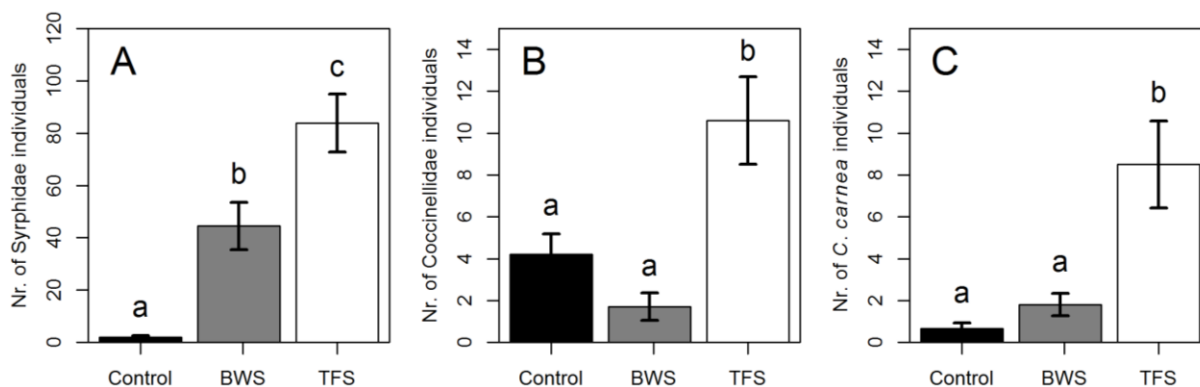 A
Nr. of Syrphidae individuals
120
100
80
60
40
20
0
a
b
c
Control BWS TFS
B
Nr. of Coccinellidae individuals
14
12
10
8
6
4
2
0
a
a
b
Control BWS TFS
C
Nr. of C. carnea individuals
14
12
10
8
6
4
2
0
a
a
b
Control BWS TFS